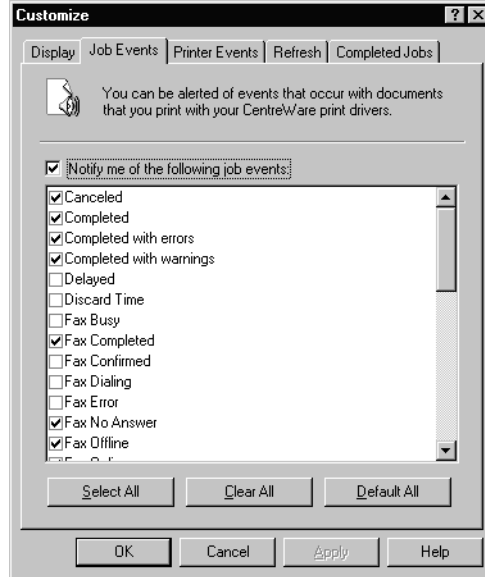 Customize
Display Job Events Printer Events Refresh Completed Jobs
You can be alerted of events that occur with documents
that you print with your CentreWare print drivers.
Notify me of the following job events:
Canceled
Completed
Completed with errors
Completed with warnings
Delayed
Discard Time
Fax Busy
Fax Completed
Fax Confirmed
Fax Dialing
Fax Error
Fax No Answer
Fax Offline
Select All Clear All Default All
OK Cancel Apply Help